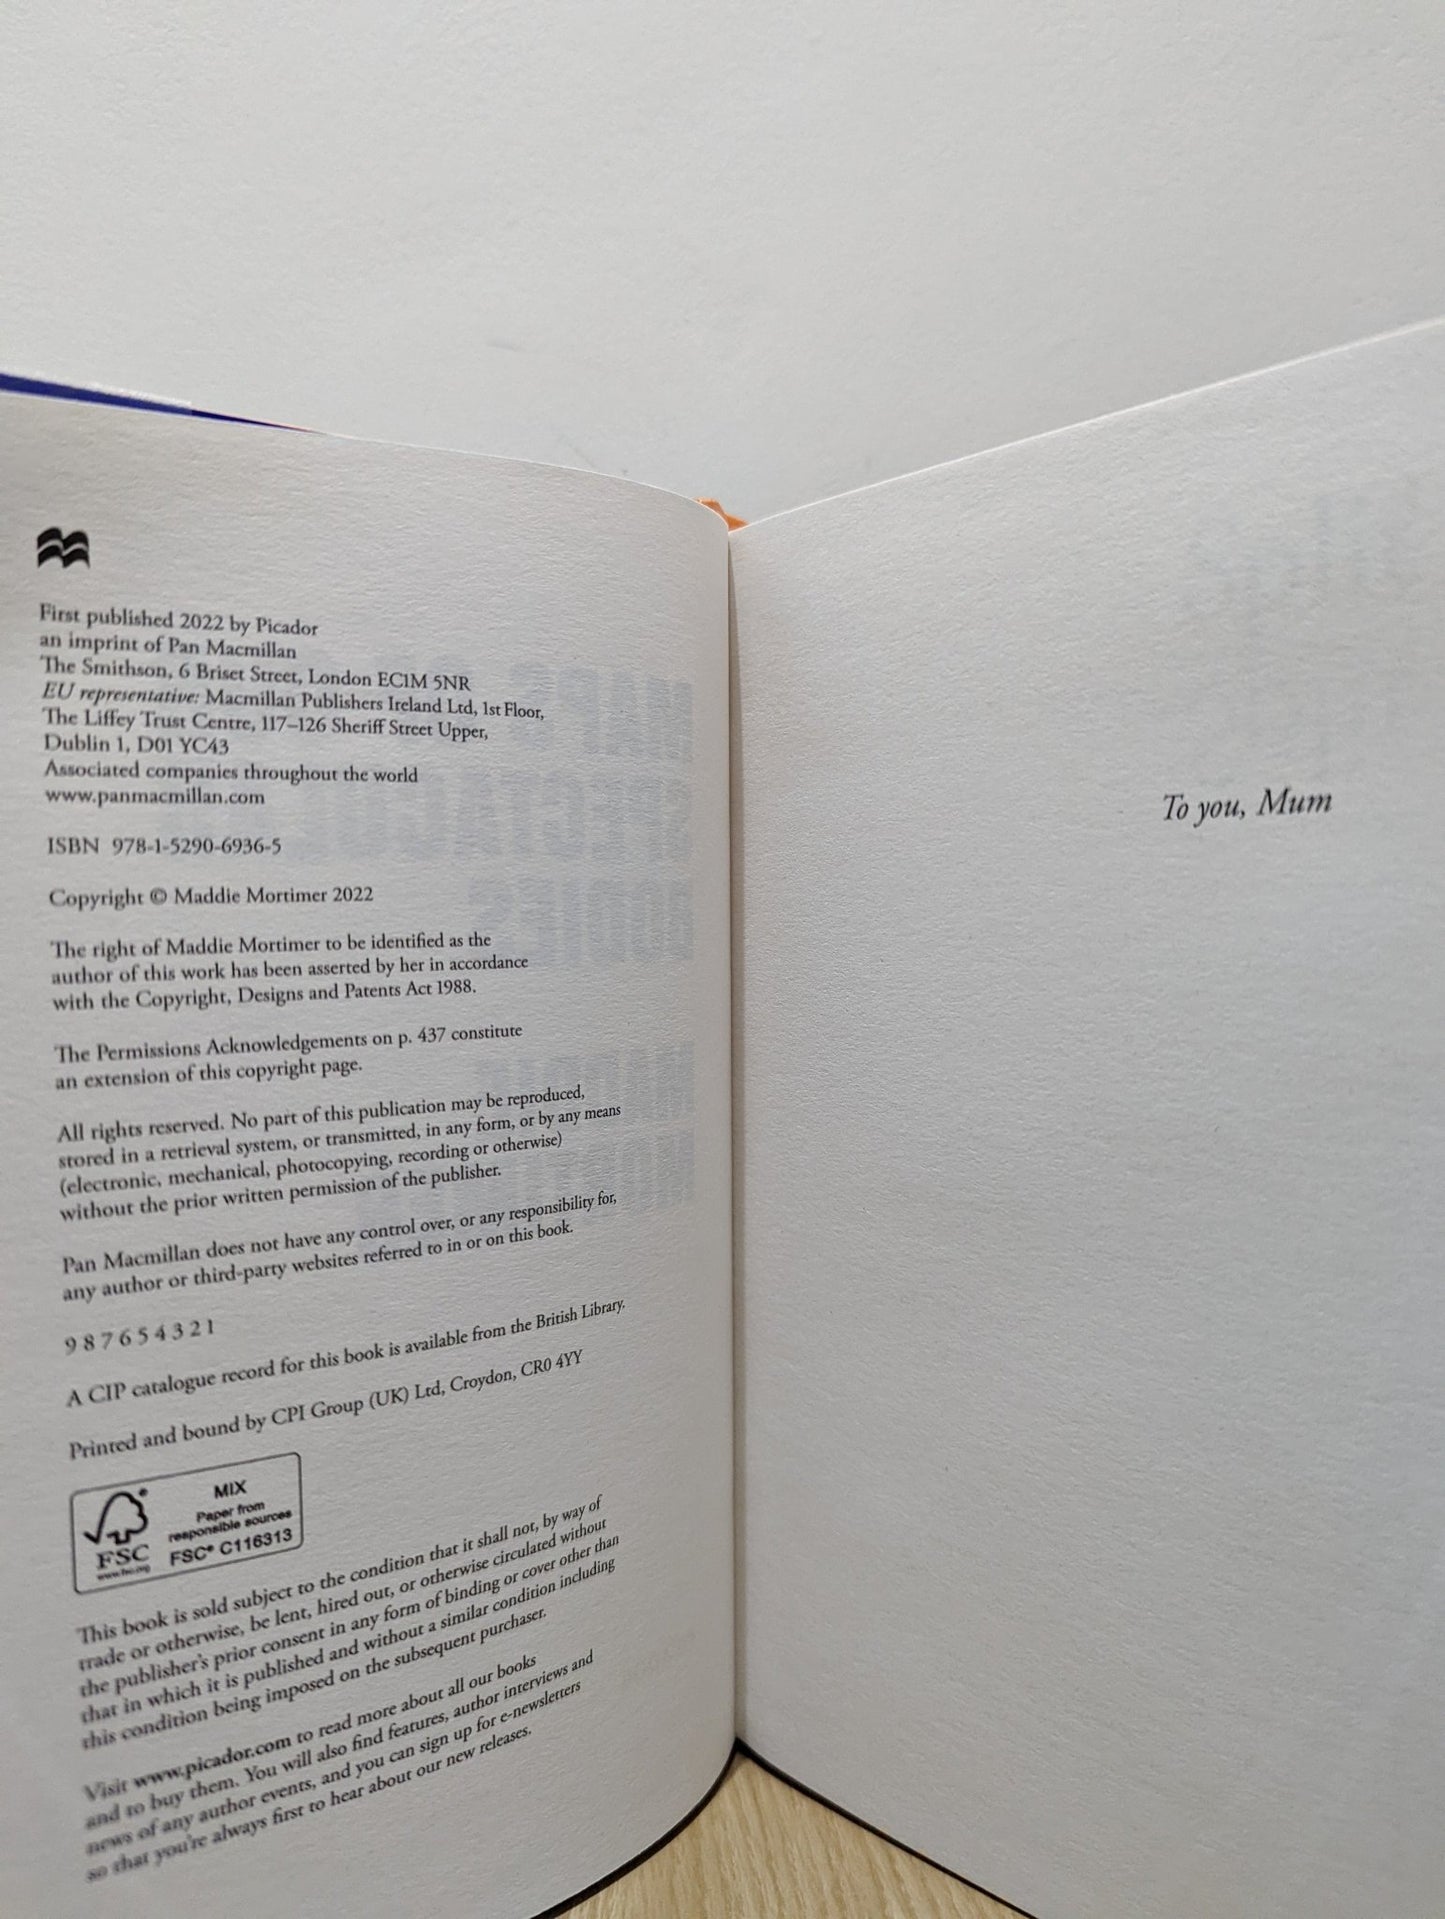 First published 2022 by Picador
an imprint of Pan Macmillan
The Smithson, 6 Briset Street, London EC1M 5NR
EU representative: Macmillan Publishers Ireland Ltd, 1st Floor,
The Liffey Trust Centre, 117–126 Sheriff Street Upper,
Dublin 1, D01 YC43
Associated companies throughout the world
www.panmacmillan.com
ISBN 978-1-5290-6936-5
Copyright © Maddie Mortimer 2022
The right of Maddie Mortimer to be identified as the
author of this work has been asserted by her in accordance
with the Copyright, Designs and Patents Act 1988.
The Permissions Acknowledgements on p. 437 constitute
an extension of this copyright page.
All rights reserved. No part of this publication may be reproduced,
stored in a retrieval system, or transmitted, in any form, or by any means
(electronic, mechanical, photocopying, recording or otherwise)
without the prior written permission of the publisher.
Pan Macmillan does not have any control over, or any responsibility for,
any author or third-party websites referred to in or on this book.
9 8 7 6 5 4 3 2 1
A CIP catalogue record for this book is available from the British Library.
Printed and bound by CPI Group (UK) Ltd, Croydon, CR0 4YY
MIX
Paper from
responsible sources
FSC® C116313
FSC
www.fsc.org
This book is sold subject to the condition that it shall not, by way of
trade or otherwise, be lent, hired out, or otherwise circulated without
the publisher's prior consent in any form of binding or cover other than
that in which it is published and without a similar condition including
this condition being imposed on the subsequent purchaser.
Visit www.picador.com to read more about all our books
and to buy them. You will also find features, author interviews and
news of any author events, and you can sign up for e-newsletters
so that you're always first to hear about our new releases.
To you, Mum